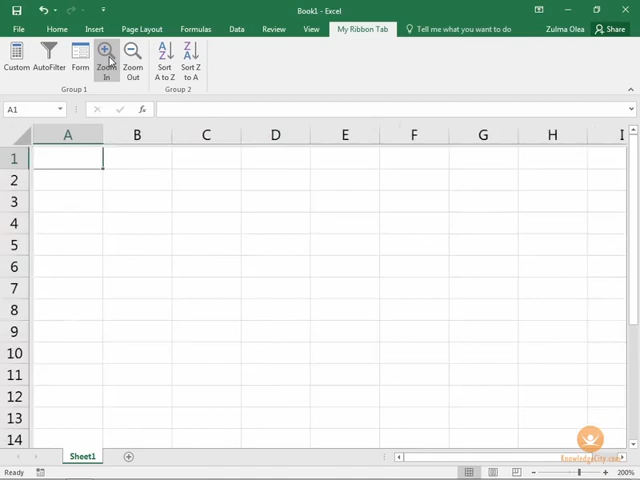 Book1 - Excel
File Home Insert Page Layout Formulas Data Review View My Ribbon Tab Tell me what you want to do Zulma Olea Share
Custom AutoFilter Form Zoom In Zoom Out Sort A to Z Sort Z to A
Group 1 Group 2
A1 fx
A B C D E F G H I
1
2
3
4
5
6
7
8
9
10
11
12
13
14
KnowledgeCity.com
Sheet1
Ready 200%